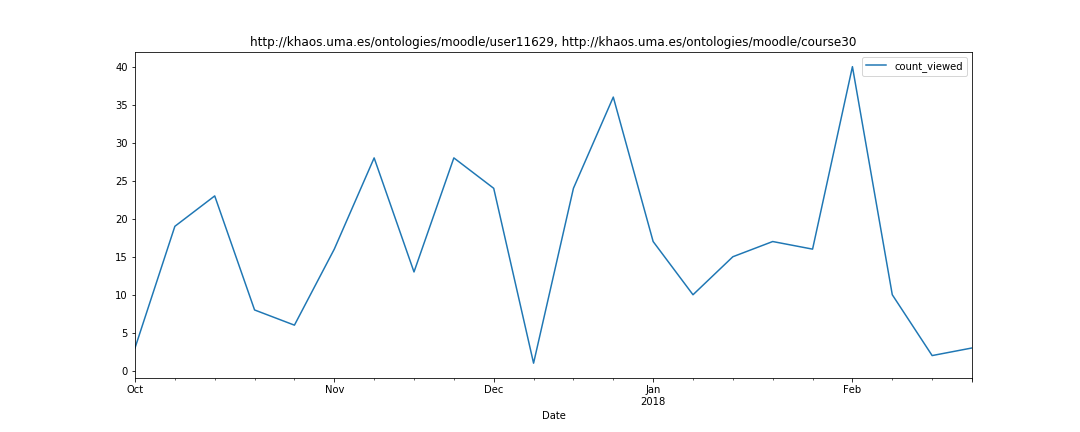 http://khaos.uma.es/ontologies/moodle/user11629, http://khaos.uma.es/ontologies/moodle/course30
count_viewed
40
35
30
25
20
15
10
5
0
Oct Nov Dec Jan Feb
2018
Date